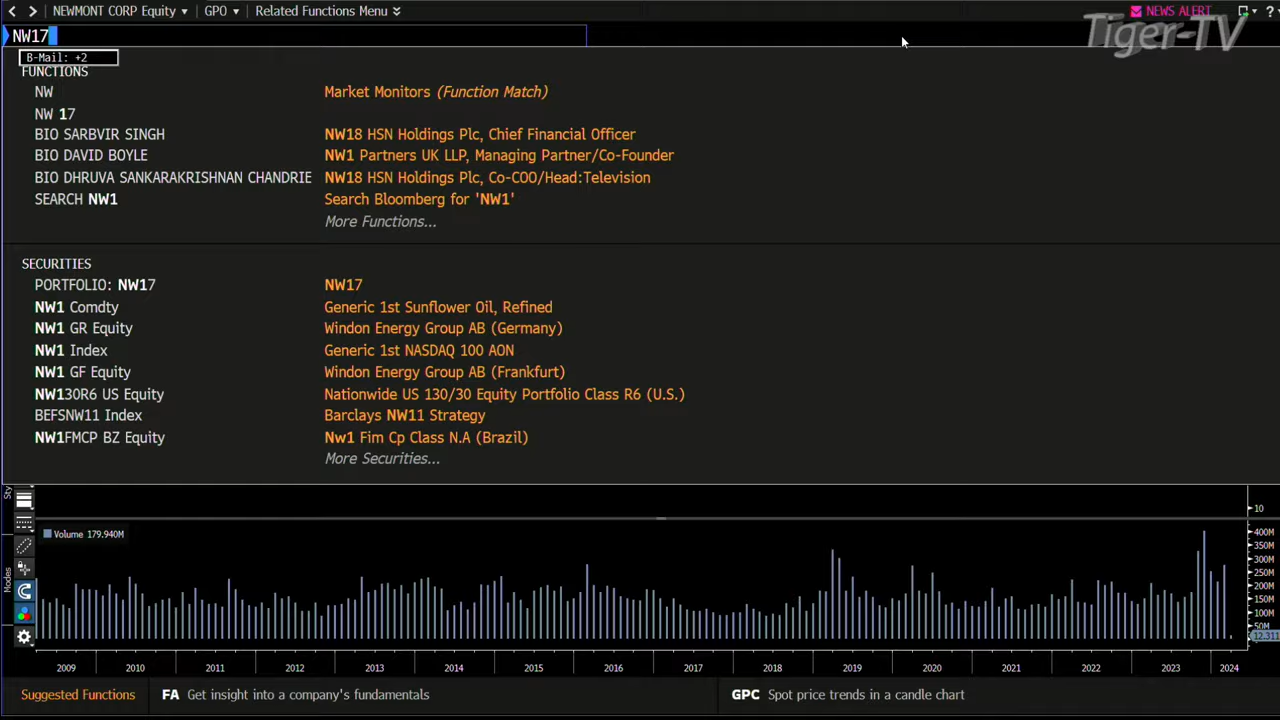 NEWMONT CORP Equity GPO Related Functions Menu NEWS ALERT ?
NW17 Tiger-TV
B-Mail: +2
FUNCTIONS
NW Market Monitors (Function Match)
NW 17
BIO SARBVIR SINGH NW18 HSN Holdings Plc, Chief Financial Officer
BIO DAVID BOYLE NW1 Partners UK LLP, Managing Partner/Co-Founder
BIO DHRUVA SANKARAKRISHNAN CHANDRIE NW18 HSN Holdings Plc, Co-COO/Head:Television
SEARCH NW1 Search Bloomberg for 'NW1'
More Functions...
SECURITIES
PORTFOLIO: NW17 NW17
NW1 Comdty Generic 1st Sunflower Oil, Refined
NW1 GR Equity Windon Energy Group AB (Germany)
NW1 Index Generic 1st NASDAQ 100 AON
NW1 GF Equity Windon Energy Group AB (Frankfurt)
NW130R6 US Equity Nationwide US 130/30 Equity Portfolio Class R6 (U.S.)
BEFSNW11 Index Barclays NW11 Strategy
NW1FMCP BZ Equity Nw1 Fim Cp Class N.A (Brazil)
More Securities...
Sty
10
Volume 179.940M
400M
350M
300M
250M
200M
150M
100M
50M
12.311
Modes
2009 2010 2011 2012 2013 2014 2015 2016 2017 2018 2019 2020 2021 2022 2023 2024
Suggested Functions FA Get insight into a company's fundamentals GPC Spot price trends in a candle chart